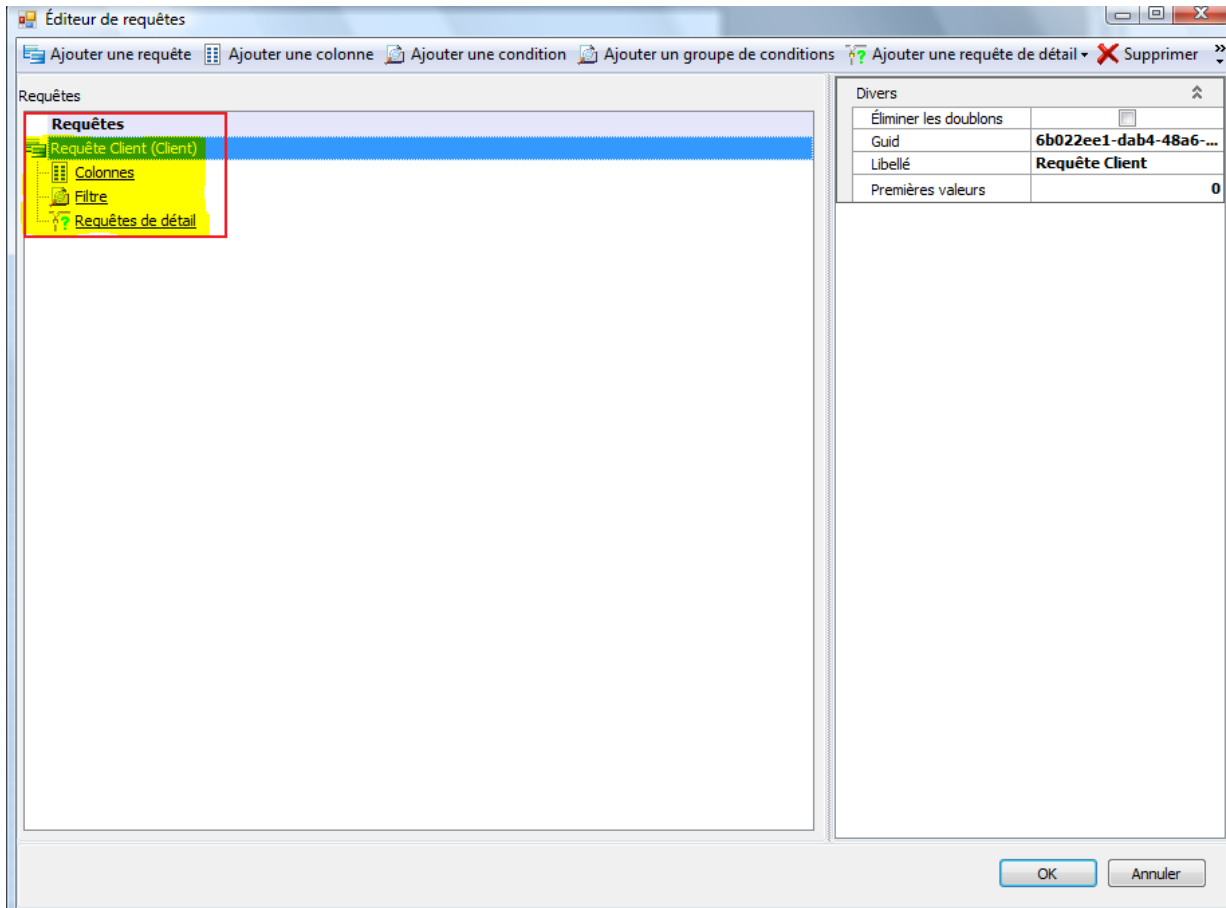 Éditeur de requêtes
Ajouter une requête Ajouter une colonne Ajouter une condition Ajouter un groupe de conditions Ajouter une requête de détail Supprimer
Requêtes
Requêtes
Requête Client (Client)
Colonnes
Filtre
Requêtes de détail
Divers
Éliminer les doublons
Guid 6b022ee1-dab4-48a6-...
Libellé Requête Client
Premières valeurs 0
OK Annuler